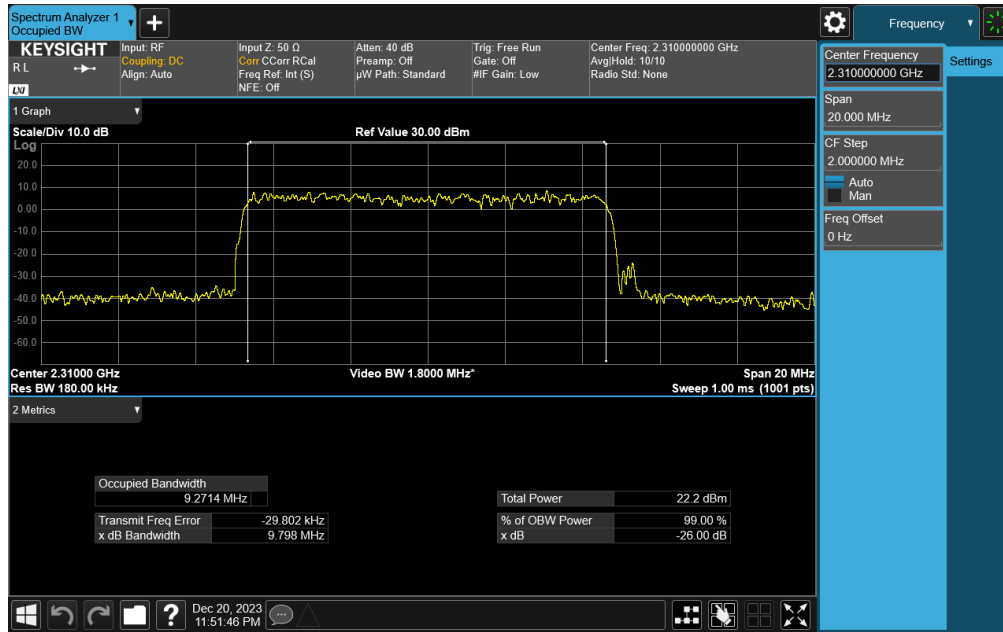 Spectrum Analyzer 1
Occupied BW
Frequency
KEYSIGHT
R L
LXI
Input: RF
Coupling: DC
Align: Auto
Input Z: 50 Ω
Corr CCorr RCal
Freq Ref: Int (S)
NFE: Off
Atten: 40 dB
Preamp: Off
µW Path: Standard
Trig: Free Run
Gate: Off
#IF Gain: Low
Center Freq: 2.310000000 GHz
Avg|Hold: 10/10
Radio Std: None
Center Frequency
2.310000000 GHz
Settings
Span
20.000 MHz
CF Step
2.000000 MHz
Auto
Man
Freq Offset
0 Hz
1 Graph
Scale/Div 10.0 dB
Ref Value 30.00 dBm
Log
20.0
10.0
0.00
-10.0
-20.0
-30.0
-40.0
-50.0
-60.0
Center 2.31000 GHz
Video BW 1.8000 MHz*
Span 20 MHz
Res BW 180.00 kHz
Sweep 1.00 ms (1001 pts)
2 Metrics
Occupied Bandwidth
9.2714 MHz
Total Power 22.2 dBm
Transmit Freq Error -29.802 kHz
% of OBW Power 99.00 %
x dB Bandwidth 9.798 MHz
x dB -26.00 dB
Dec 20, 2023
11:51:46 PM